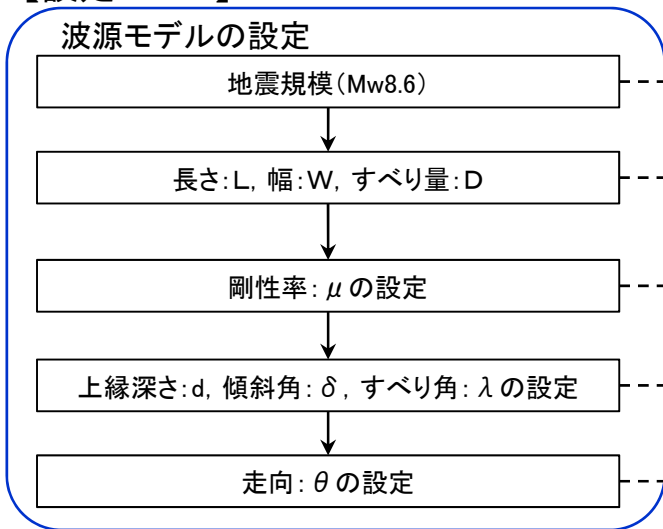 波源モデルの設定
地震規模(Mw8.6)
長さ:L, 幅:W, すべり量:D
剛性率:μの設定
上縁深さ:d, 傾斜角:δ, すべり角:λの設定
走向:θの設定